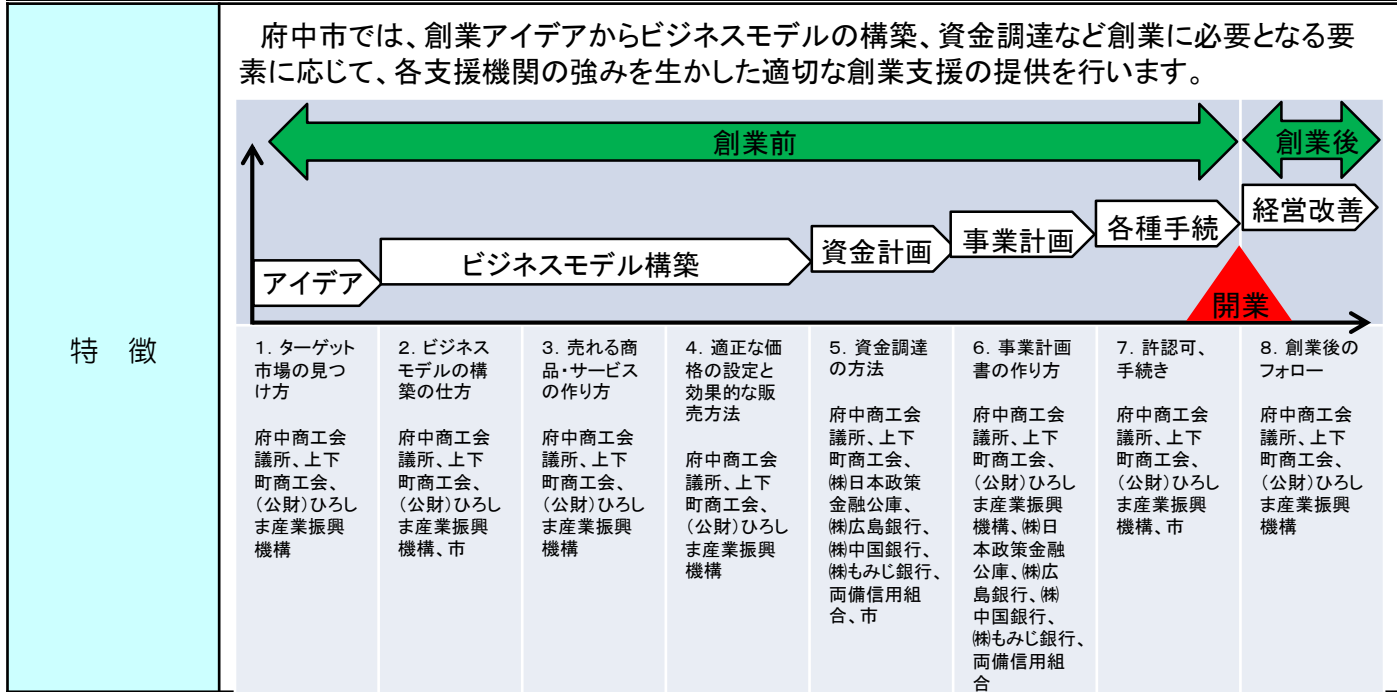 特 徴
府中市では、創業アイデアからビジネスモデルの構築、資金調達など創業に必要となる要
素に応じて、各支援機関の強みを生かした適切な創業支援の提供を行います。
創業前
創業後
アイデア
ビジネスモデル構築
資金計画
事業計画
各種手続
経営改善
開業
1．ターゲット
市場の見つ
け方
府中商工会
議所、上下
町商工会、
（公財）ひろし
ま産業振興
機構
2．ビジネス
モデルの構
築の仕方
府中商工会
議所、上下
町商工会、
（公財）ひろし
ま産業振興
機構、市
3．売れる商
品・サービス
の作り方
府中商工会
議所、上下
町商工会、
（公財）ひろし
ま産業振興
機構
4．適正な価
格の設定と
効果的な販
売方法
府中商工会
議所、上下
町商工会、
（公財）ひろし
ま産業振興
機構
5．資金調達
の方法
府中商工会
議所、上下
町商工会、
㈱日本政策
金融公庫、
㈱広島銀行、
㈱中国銀行、
㈱もみじ銀行、
両備信用組
合、市
6．事業計画
書の作り方
府中商工会
議所、上下
町商工会、
（公財）ひろし
ま産業振興
機構、㈱日
本政策金融
公庫、㈱広
島銀行、㈱
中国銀行、
㈱もみじ銀行、
両備信用組
合
7．許認可、
手続き
府中商工会
議所、上下
町商工会、
（公財）ひろし
ま産業振興
機構、市
8．創業後の
フォロー
府中商工会
議所、上下
町商工会、
（公財）ひろし
ま産業振興
機構